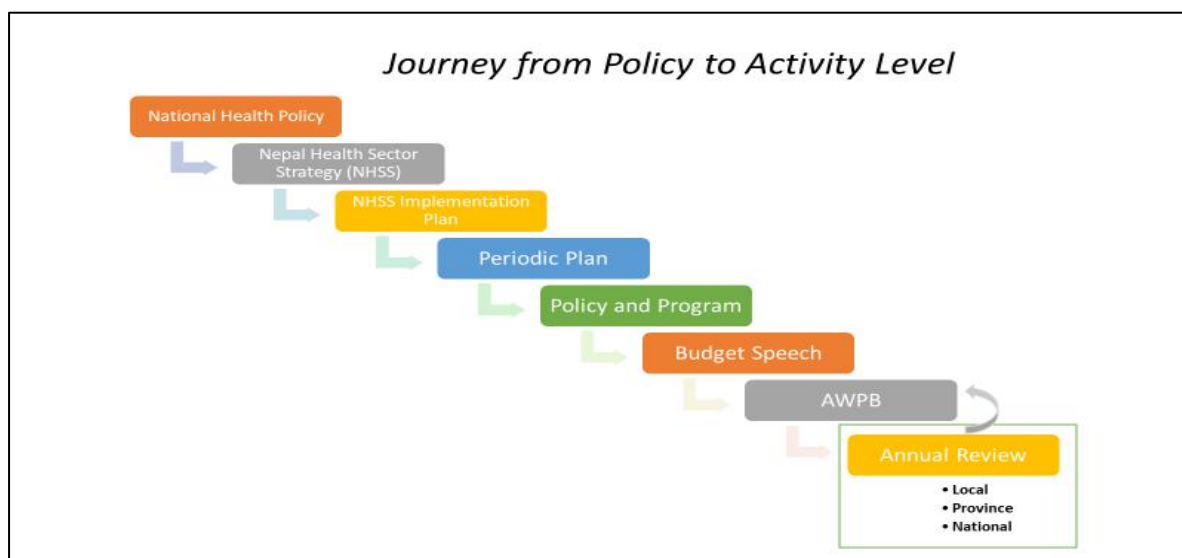 Journey from Policy to Activity Level
National Health Policy
Nepal Health Sector
Strategy (NHSS)
NHSS Implementation
Plan
Periodic Plan
Policy and Program
Budget Speech
AWPB
Annual Review
• Local
• Province
• National